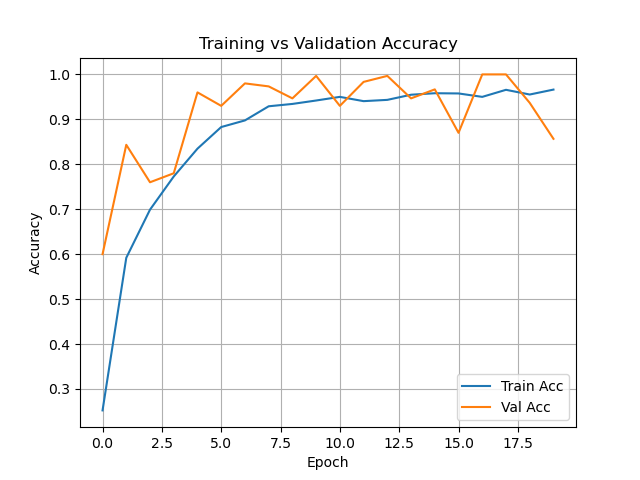 Training vs Validation Accuracy
1.0
0.9
0.8
0.7
0.6
0.5
0.4
0.3
Accuracy
0.0 2.5 5.0 7.5 10.0 12.5 15.0 17.5
Epoch
Train Acc
Val Acc